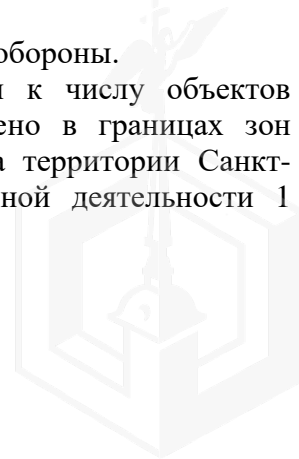 обороны.
и к числу объектов
ено в границах зон
а территории Санкт-
ной деятельности 1